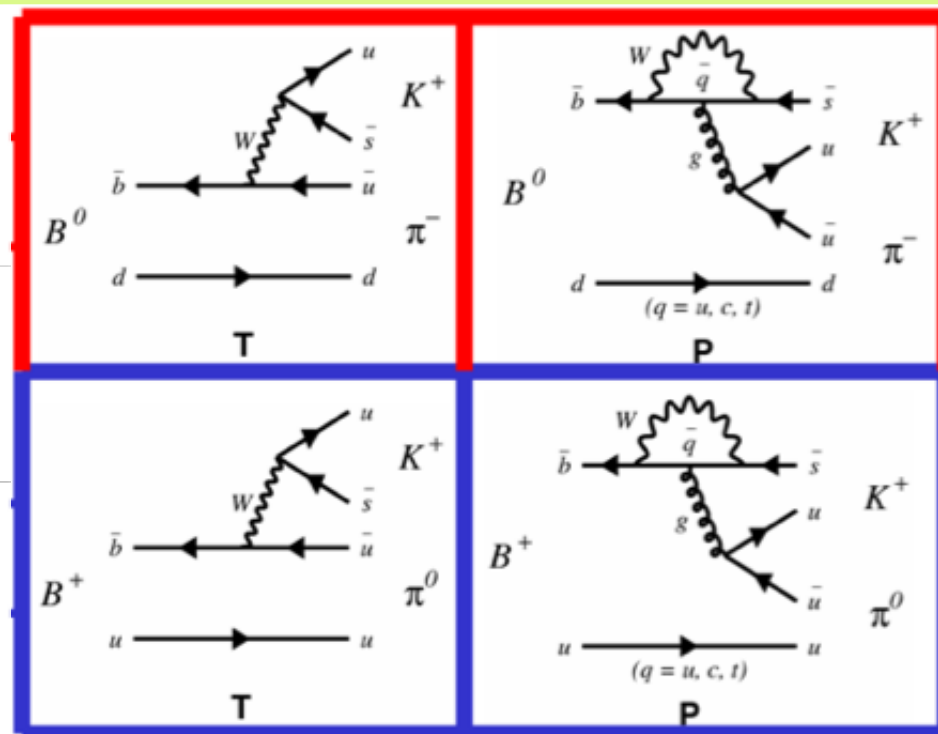 u
K⁺
W
s̄
b̄
ū
B⁰
π⁻
d
d
T
W
q̄
b̄
s̄
K⁺
u
g
B⁰
ū
π⁻
d
d
(q = u, c, t)
P
u
K⁺
W
s̄
b̄
ū
B⁺
π⁰
u
u
T
W
q̄
b̄
s̄
K⁺
u
g
B⁺
ū
π⁰
u
u
(q = u, c, t)
P